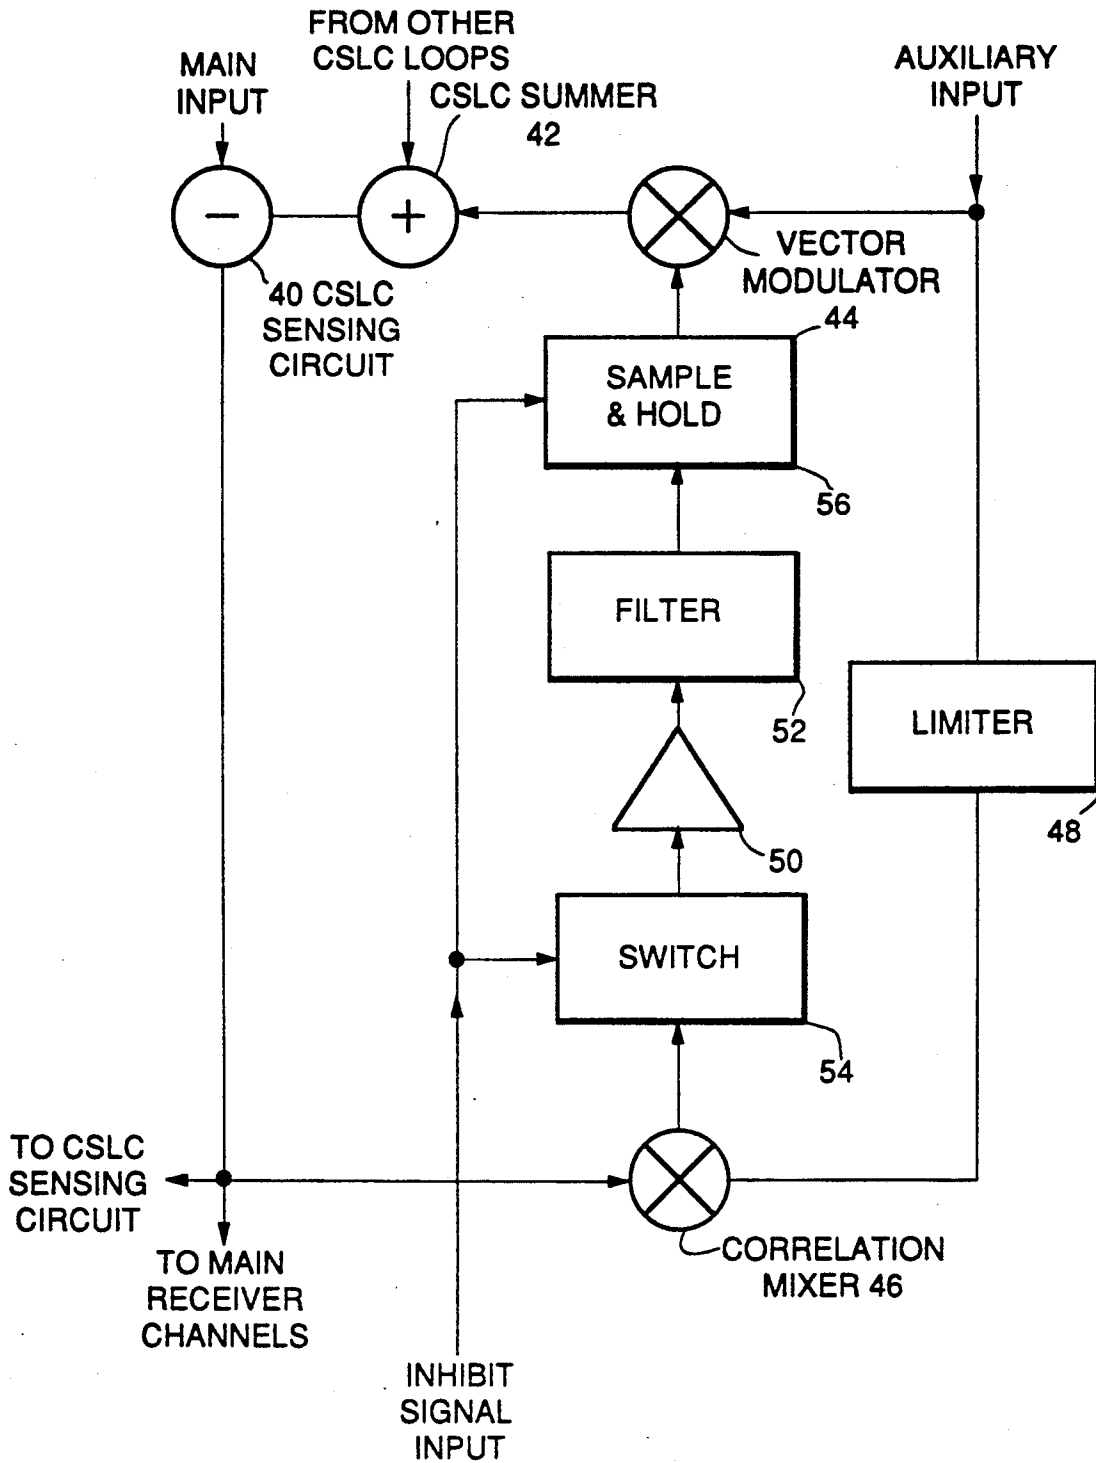 FROM OTHER
CSLC LOOPS
MAIN
INPUT
CSLC SUMMER
42
AUXILIARY
INPUT
−
+
VECTOR
MODULATOR
44
40 CSLC
SENSING
CIRCUIT
SAMPLE
& HOLD
56
FILTER
52
LIMITER
48
50
SWITCH
54
TO CSLC
SENSING
CIRCUIT
TO MAIN
RECEIVER
CHANNELS
CORRELATION
MIXER 46
INHIBIT
SIGNAL
INPUT